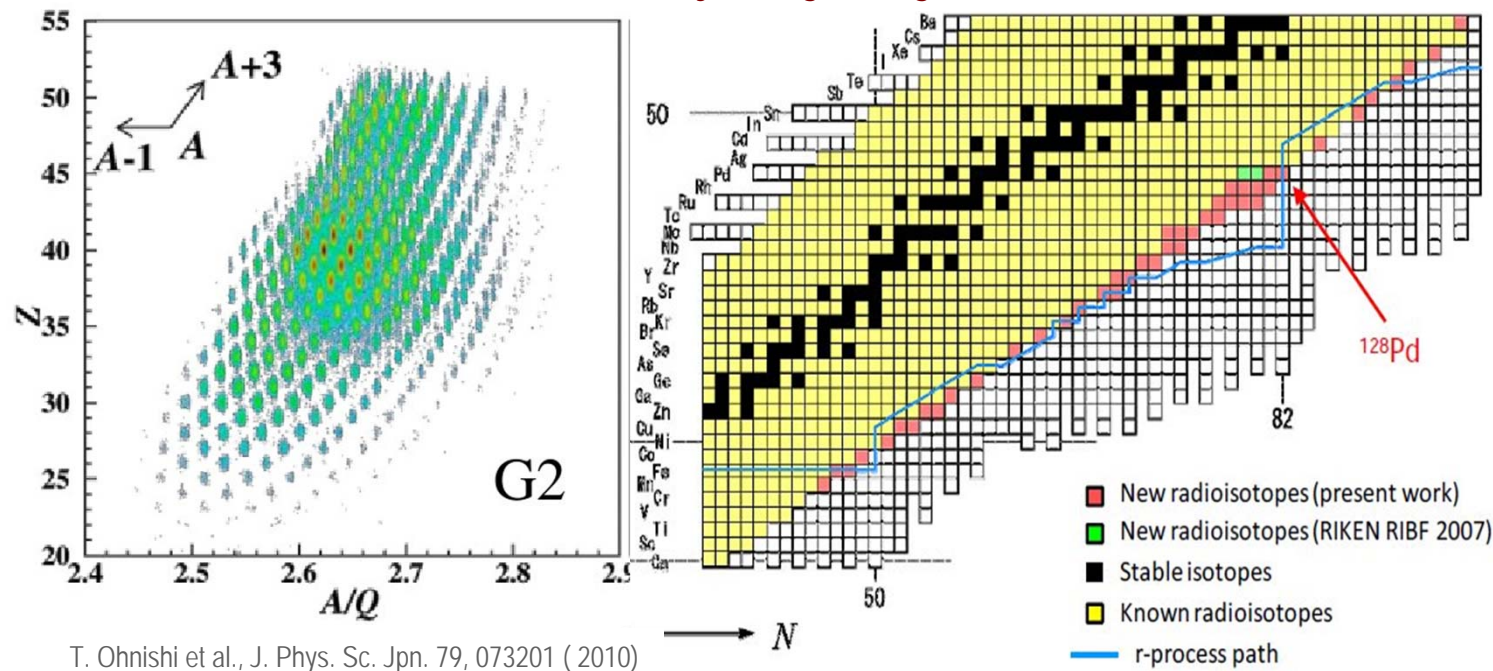 55
50
45
40
35
30
25
20
Z
A+3
A-1
A
G2
2.4
2.5
2.6
2.7
2.8
2.9
A/Q
T. Ohnishi et al., J. Phys. Sc. Jpn. 79, 073201 ( 2010)
Ba
Cs
Xe
I
Te
Sb
50
Sn
In
Cd
Ag
Pd
Rh
Ru
Tc
Mo
Nb
Zr
Y
Sr
Rb
Kr
Br
Se
As
Ge
Ga
Zn
Cu
Ni
Co
Fe
Mn
Cr
V
Ti
Sc
Ca
128Pd
82
50
N
New radioisotopes (present work)
New radioisotopes (RIKEN RIBF 2007)
Stable isotopes
Known radioisotopes
r-process path